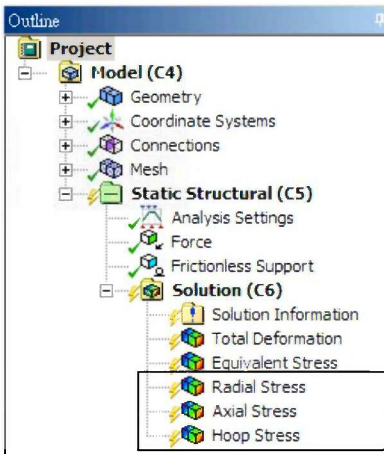 Outline
Project
Model (C4)
Geometry
Coordinate Systems
Connections
Mesh
Static Structural (C5)
Analysis Settings
Force
Frictionless Support
Solution (C6)
Solution Information
Total Deformation
Equivalent Stress
Radial Stress
Axial Stress
Hoop Stress